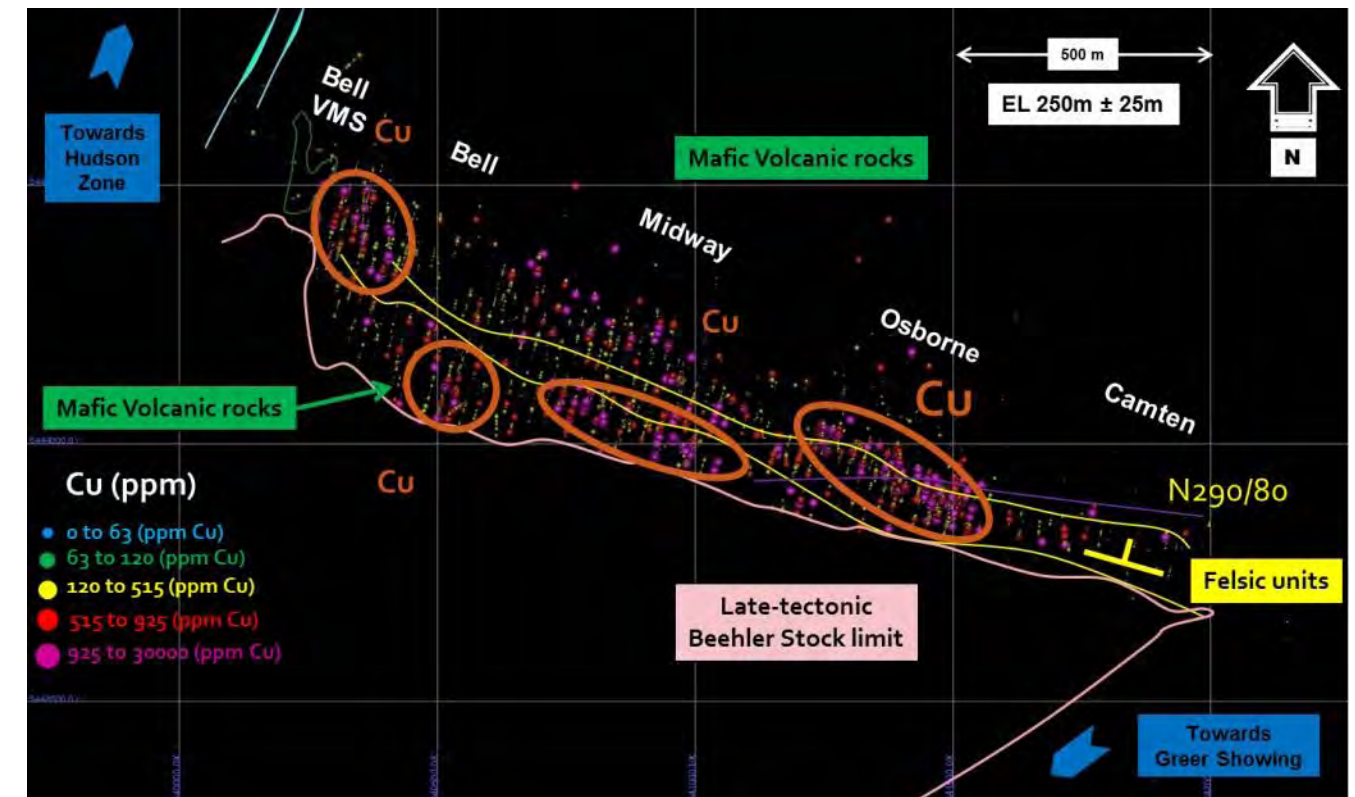 500 m
EL 250m ± 25m
N
Towards
Hudson
Zone
Bell
VMS
Cu
Bell
Mafic Volcanic rocks
Midway
Cu
Osborne
Cu
Camten
Mafic Volcanic rocks
Cu
N290/80
Felsic units
Late-tectonic
Beehler Stock limit
Cu (ppm)
0 to 63 (ppm Cu)
63 to 120 (ppm Cu)
120 to 515 (ppm Cu)
515 to 925 (ppm Cu)
925 to 30000 (ppm Cu)
Towards
Greer Showing